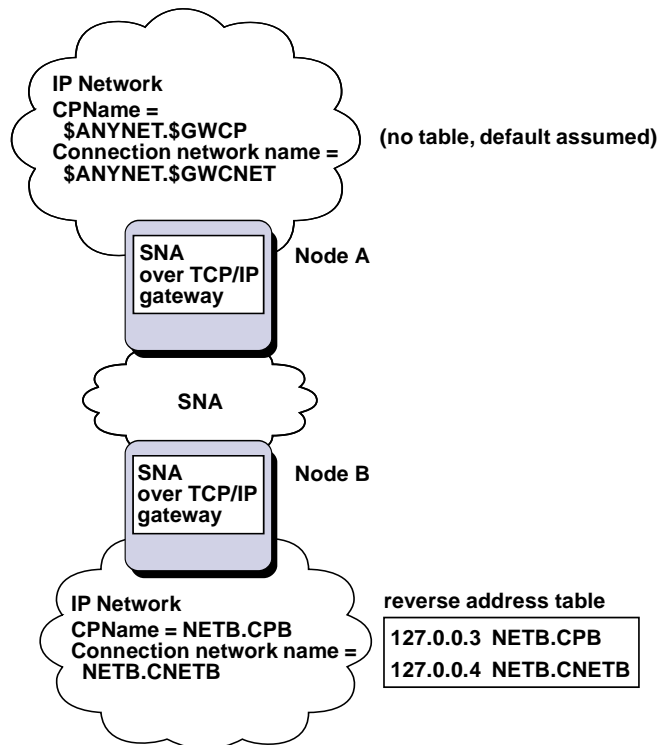 IP Network
CPName =
$ANYNET.$GWCP
Connection network name =
$ANYNET.$GWCNET
(no table, default assumed)
SNA
over TCP/IP
gateway
Node A
SNA
SNA
over TCP/IP
gateway
Node B
IP Network
CPName = NETB.CPB
Connection network name =
NETB.CNETB
reverse address table
127.0.0.3 NETB.CPB
127.0.0.4 NETB.CNETB